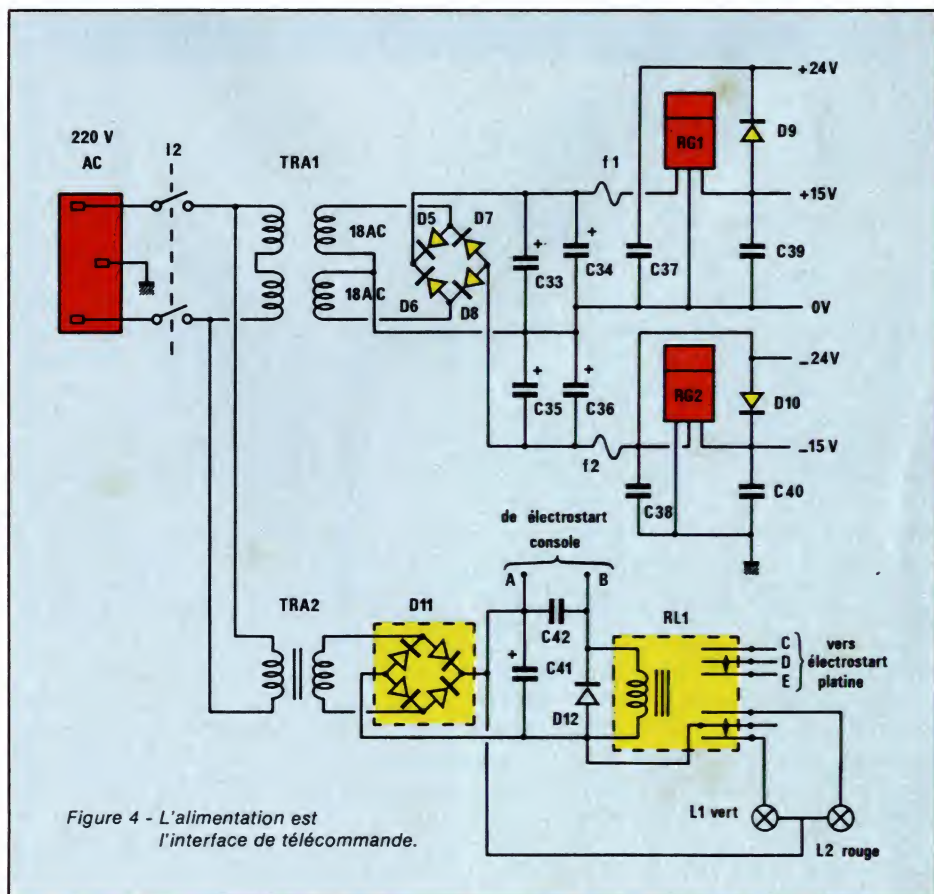 220 V
AC
I2
TRA1
18AC
18AC
D5
D7
D6
D8
C33
C34
f1
C37
RG1
D9
C39
+24V
+15V
0V
C35
C36
f2
C38
RG2
D10
C40
_24V
_15V
de électrostart
console
A
B
TRA2
D11
C42
C41
D12
RL1
C
D
E
vers
électrostart
platine
L1 vert
L2 rouge
Figure 4 - L'alimentation est
l'interface de télécommande.